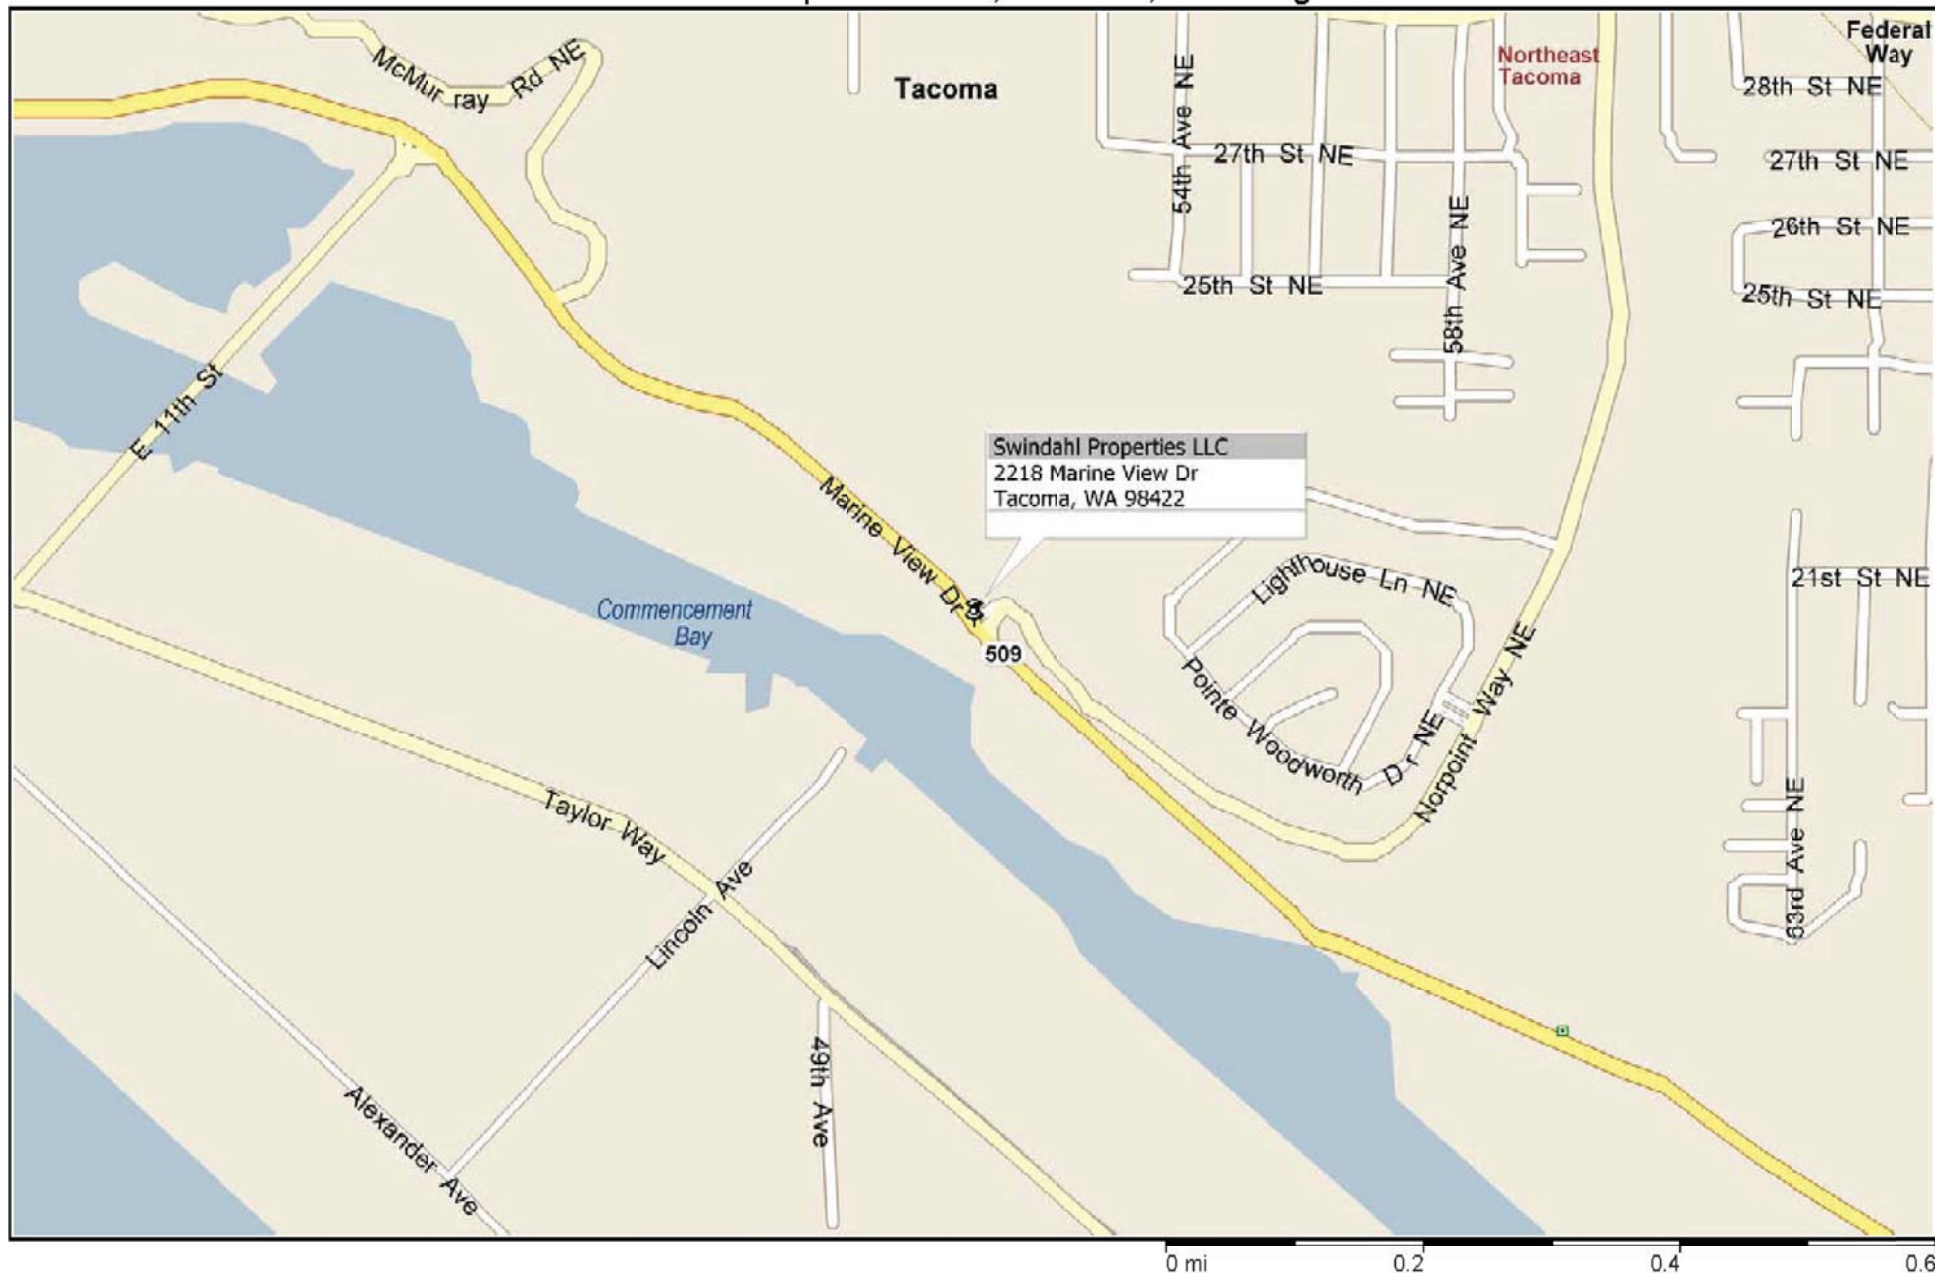 McMurray Rd NE
Tacoma
54th Ave NE
27th St NE
Northeast
Tacoma
Federal
Way
28th St NE
27th St NE
26th St NE
25th St NE
58th Ave NE
25th St NE
E 11th St
Swindahl Properties LLC
2218 Marine View Dr
Tacoma, WA 98422
Marine View Dr
509
Commencement
Bay
Lighthouse Ln NE
Pointe Woodworth Dr NE
Norpoint Way NE
21st St NE
63rd Ave NE
Taylor Way
Lincoln Ave
49th Ave
Alexander Ave
0 mi 0.2 0.4 0.6